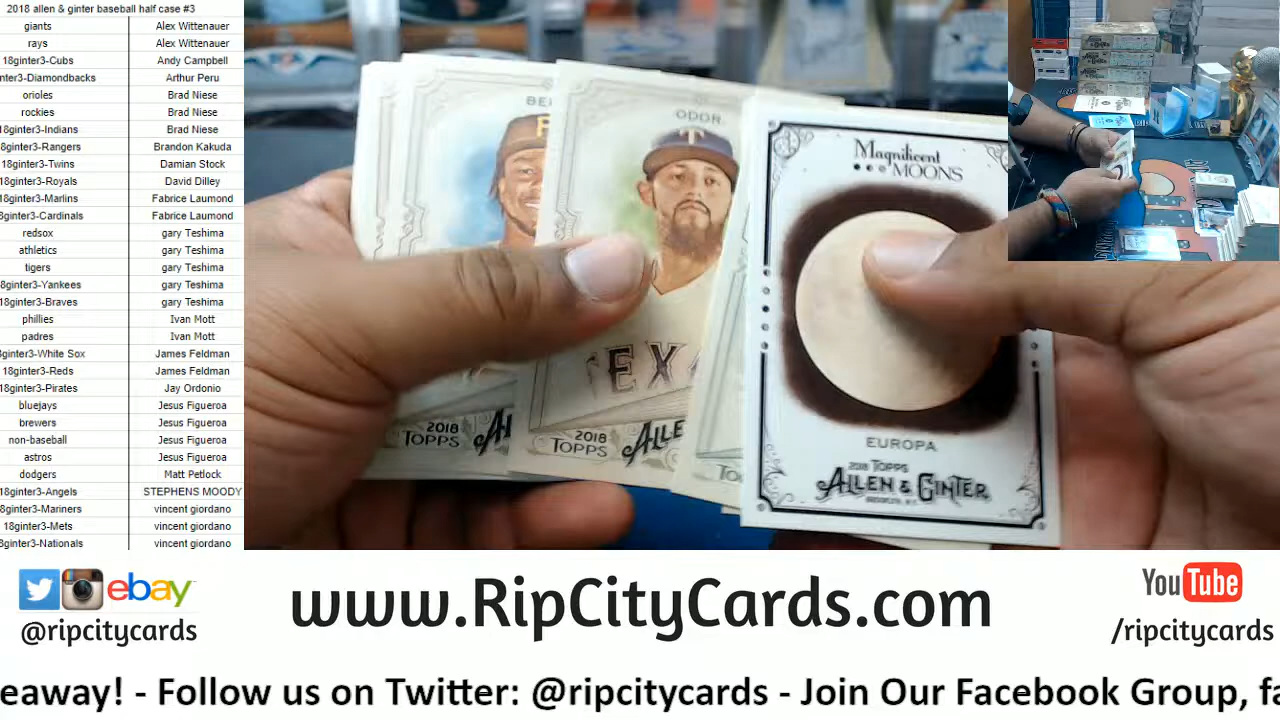 2018 allen & ginter baseball half case #3
giants Alex Wittenauer
rays Alex Wittenauer
18ginter3-Cubs Andy Campbell
nter3-Diamondbacks Arthur Peru
orioles Brad Niese
rockies Brad Niese
18ginter3-Indians Brad Niese
18ginter3-Rangers Brandon Kakuda
18ginter3-Twins Damian Stock
18ginter3-Royals David Dilley
18ginter3-Marlins Fabrice Laumond
8ginter3-Cardinals Fabrice Laumond
redsox gary Teshima
athletics gary Teshima
tigers gary Teshima
8ginter3-Yankees gary Teshima
18ginter3-Braves gary Teshima
phillies Ivan Mott
padres Ivan Mott
8ginter3-White Sox James Feldman
18ginter3-Reds James Feldman
18ginter3-Pirates Jay Ordonio
bluejays Jesus Figueroa
brewers Jesus Figueroa
non-baseball Jesus Figueroa
astros Jesus Figueroa
dodgers Matt Petlock
18ginter3-Angels STEPHENS MOODY
8ginter3-Mariners vincent giordano
18ginter3-Mets vincent giordano
8ginter3-Nationals vincent giordano
BE
P
2018
TOPPS
Al
ODOR
T
TEXA
2018
TOPPS
ALLE
To
Magnificent
MOONS
EUROPA
2018 TOPPS
ALLEN & GINTER
BROOKLYN, N.Y.
ebay
@ripcitycards
www.RipCityCards.com
YouTube
/ripcitycards
eaway! - Follow us on Twitter: @ripcitycards - Join Our Facebook Group, fa